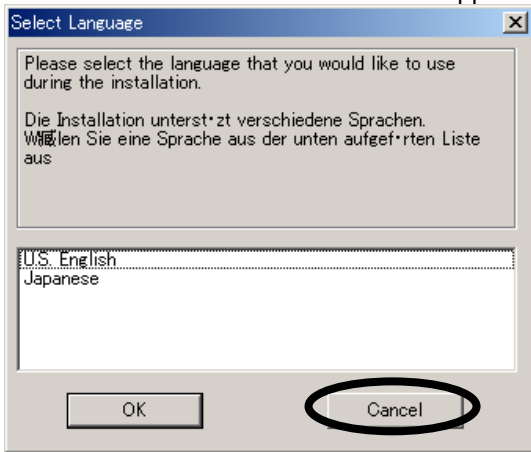 Select Language
Please select the language that you would like to use
during the installation.
Die Installation unterst・zt verschiedene Sprachen.
W臧len Sie eine Sprache aus der unten aufgef・rten Liste
aus
U.S. English
Japanese
OK
Cancel